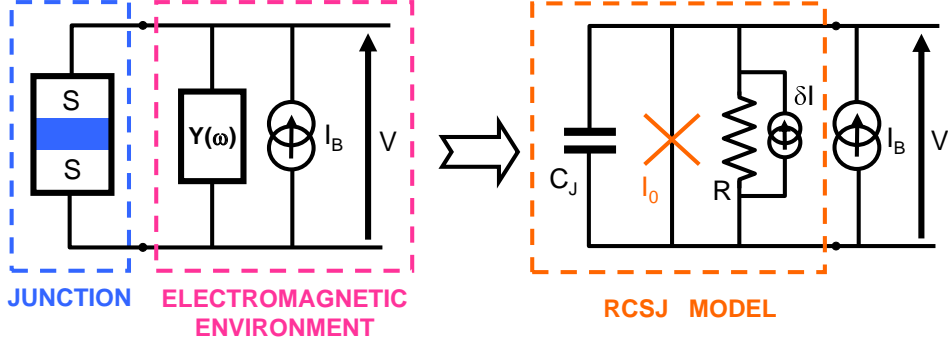 S
S
Y(ω)
I_B
V
C_J
I_0
R
δI
I_B
V
JUNCTION
ELECTROMAGNETIC
ENVIRONMENT
RCSJ MODEL